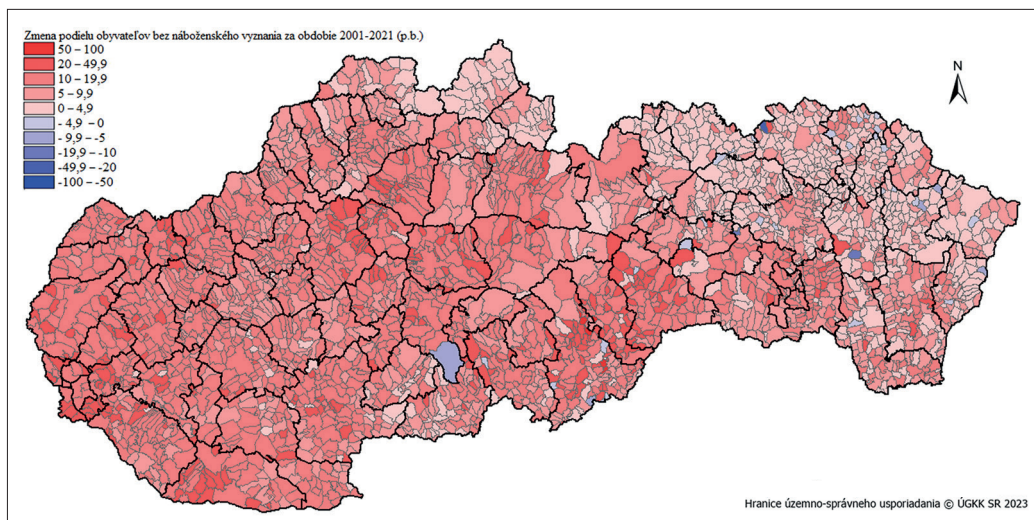 Zmena podielu obyvateľov bez náboženského vyznania za obdobie 2001-2021 (p.b.)
50 – 100
20 – 49,9
10 – 19,9
5 – 9,9
0 – 4,9
-4,9 – 0
-9,9 – -5
-19,9 – -10
-49,9 – -20
-100 – -50
N
Hranice územno-správneho usporiadania © ÚGKK SR 2023